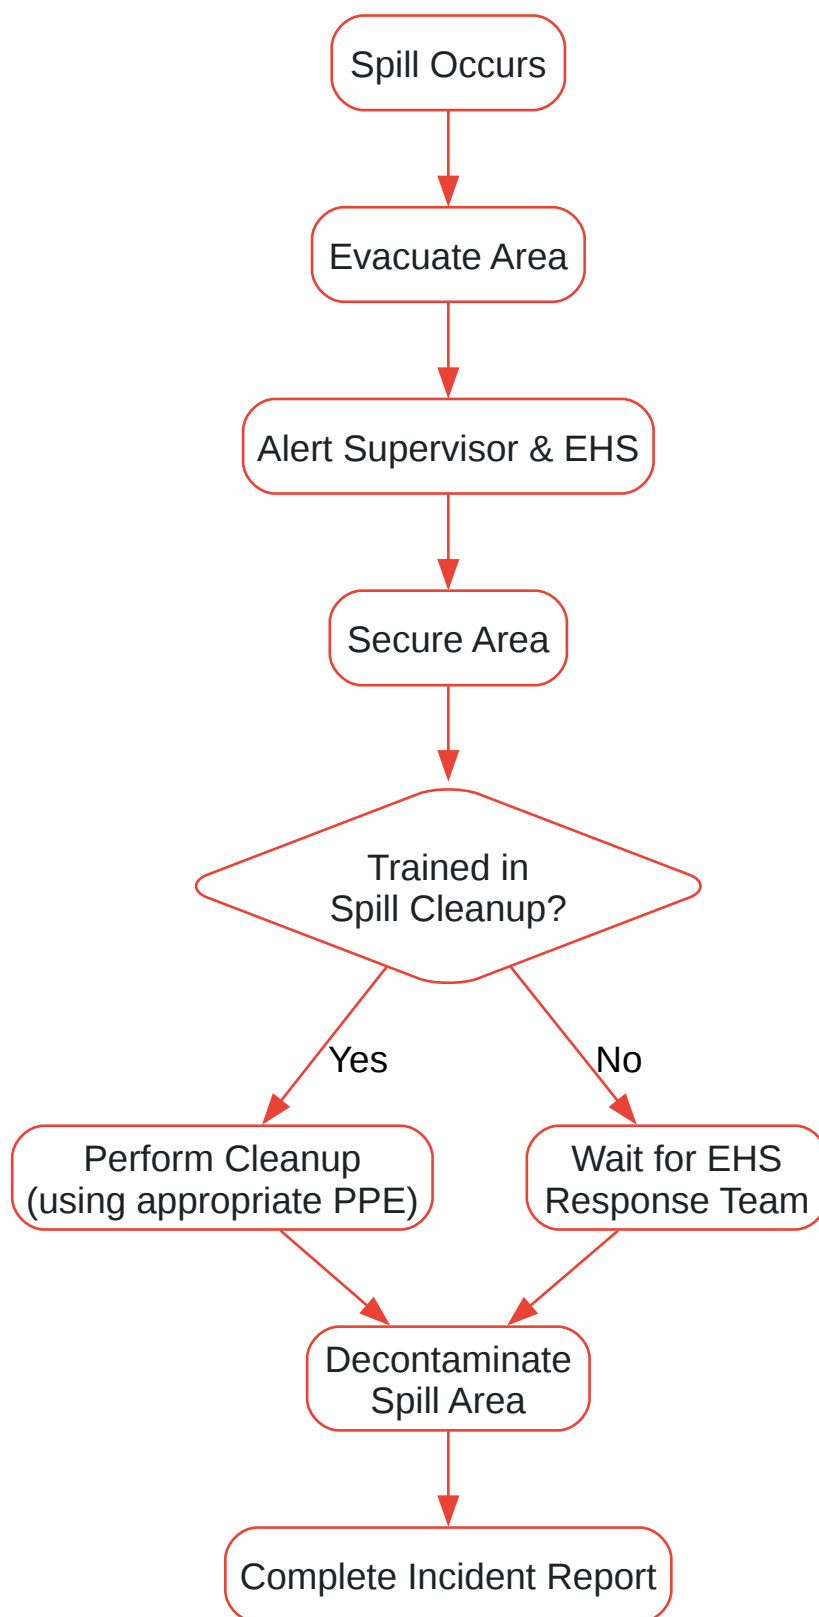 Spill Occurs
Evacuate Area
Alert Supervisor & EHS
Secure Area
Trained in
Spill Cleanup?
Yes
No
Perform Cleanup
(using appropriate PPE)
Wait for EHS
Response Team
Decontaminate
Spill Area
Complete Incident Report